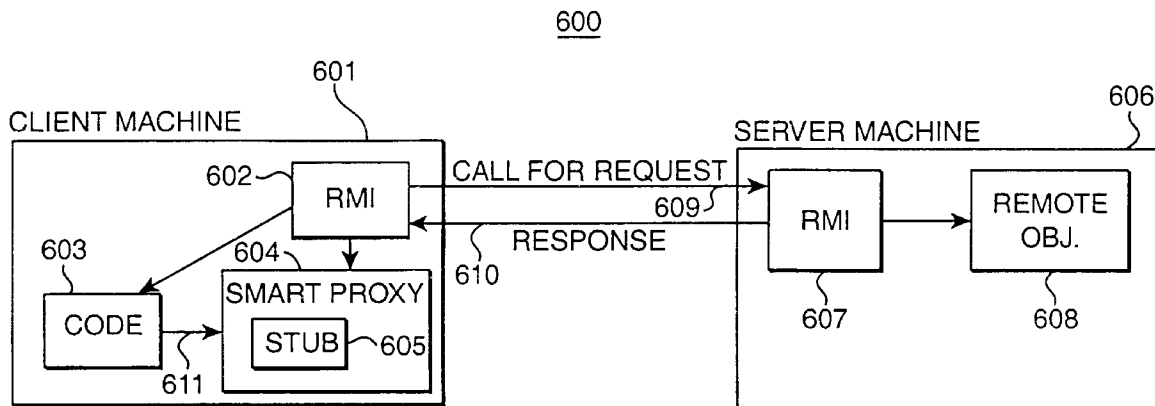 600
601
606
CLIENT MACHINE
SERVER MACHINE
602
RMI
CALL FOR REQUEST
609
RESPONSE
610
RMI
607
REMOTE
OBJ.
608
603
CODE
604
SMART PROXY
STUB
605
611